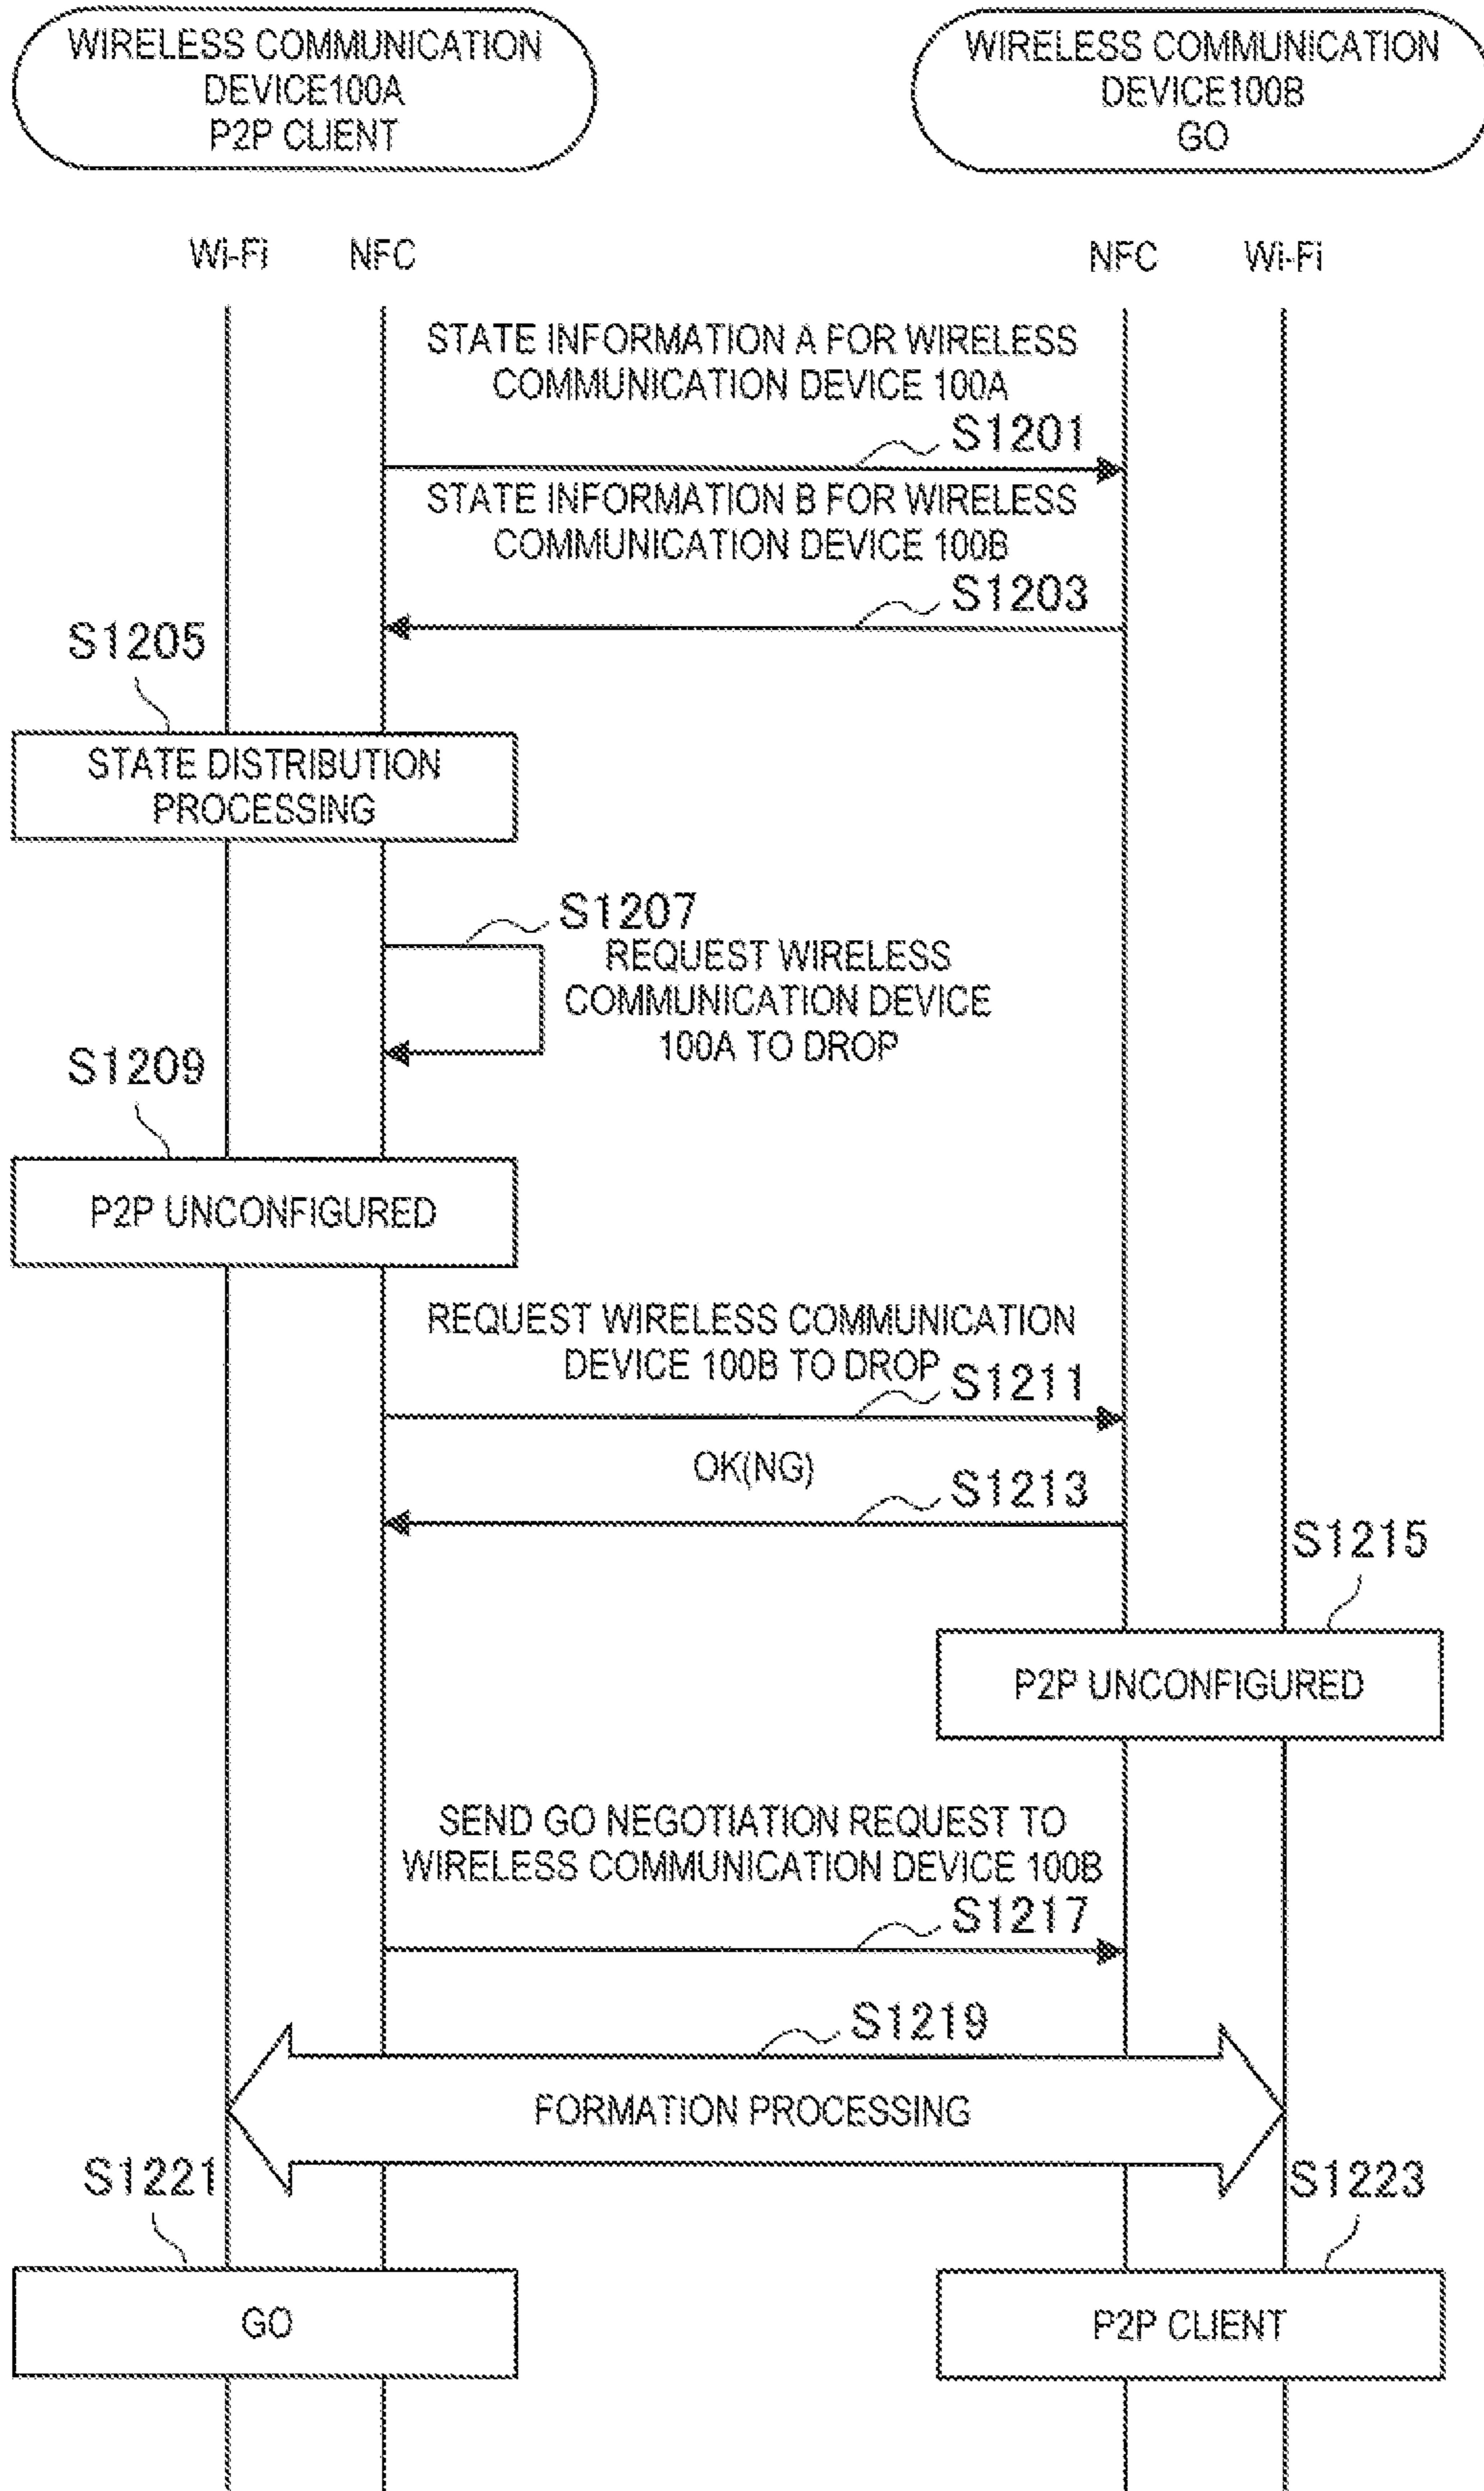 WIRELESS COMMUNICATION
DEVICE100A
P2P CLIENT
WIRELESS COMMUNICATION
DEVICE100B
GO
Wi-Fi
NFC
NFC
Wi-Fi
STATE INFORMATION A FOR WIRELESS
COMMUNICATION DEVICE 100A
S1201
STATE INFORMATION B FOR WIRELESS
COMMUNICATION DEVICE 100B
S1203
S1205
STATE DISTRIBUTION
PROCESSING
S1207
REQUEST WIRELESS
COMMUNICATION DEVICE
100A TO DROP
S1209
P2P UNCONFIGURED
REQUEST WIRELESS COMMUNICATION
DEVICE 100B TO DROP
S1211
OK(NG)
S1213
S1215
P2P UNCONFIGURED
SEND GO NEGOTIATION REQUEST TO
WIRELESS COMMUNICATION DEVICE 100B
S1217
S1219
FORMATION PROCESSING
S1221
S1223
GO
P2P CLIENT